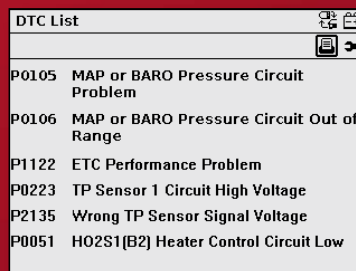 DTC List
P0105 MAP or BARO Pressure Circuit
Problem
P0106 MAP or BARO Pressure Circuit Out of
Range
P1122 ETC Performance Problem
P0223 TP Sensor 1 Circuit High Voltage
P2135 Wrong TP Sensor Signal Voltage
P0051 HO2S1(B2) Heater Control Circuit Low